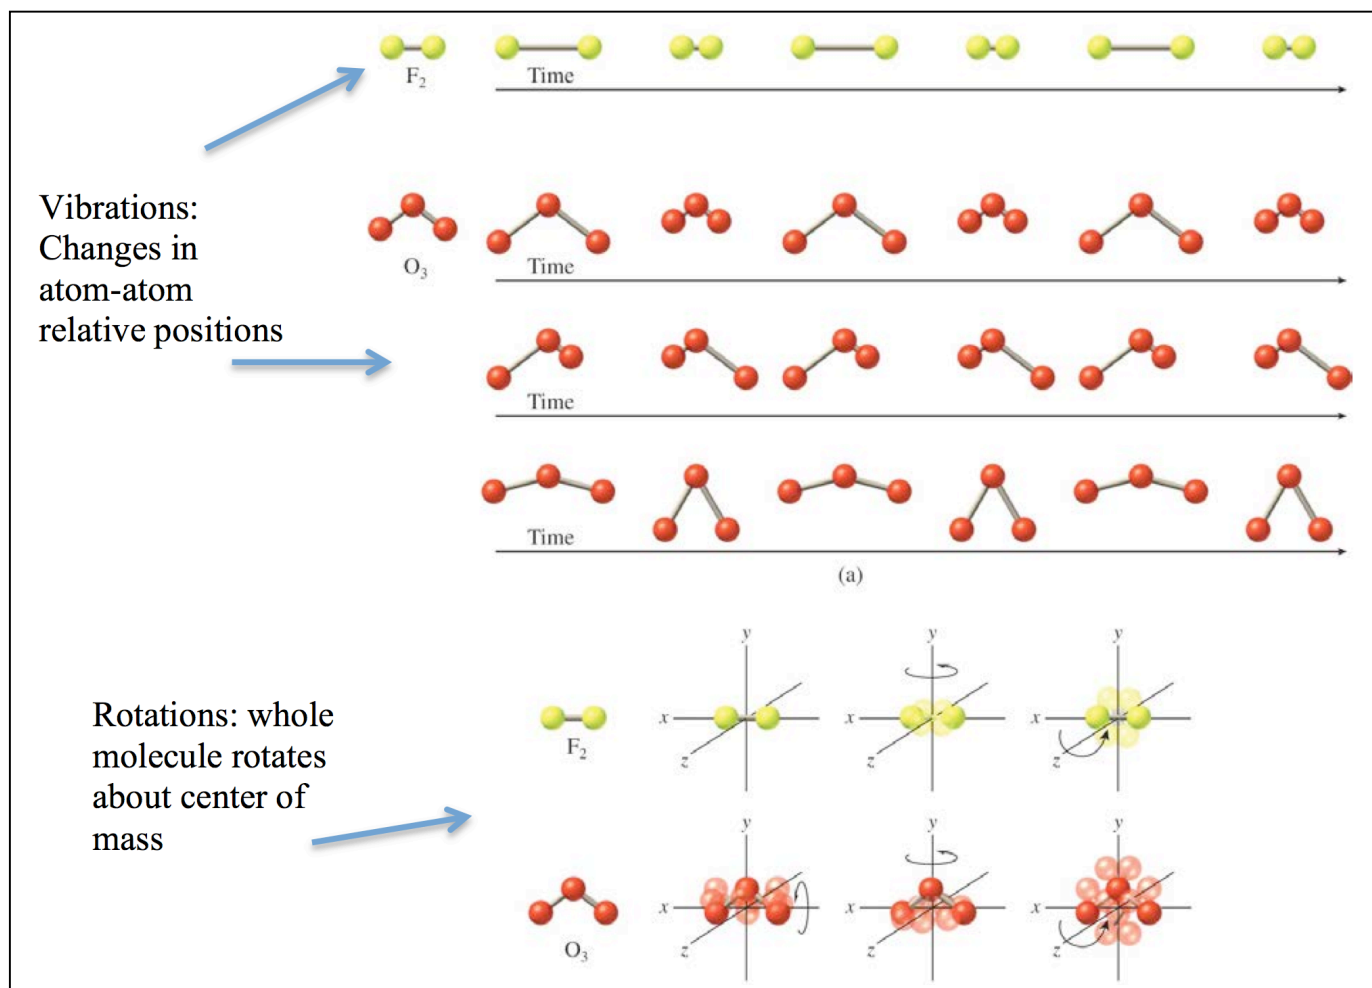 F₂
Time
Vibrations:
Changes in
atom-atom
relative positions
O₃
Time
Time
Time
(a)
Rotations: whole
molecule rotates
about center of
mass
y
y
y
x
x
x
F₂
z
z
z
y
y
y
x
x
x
O₃
z
z
z